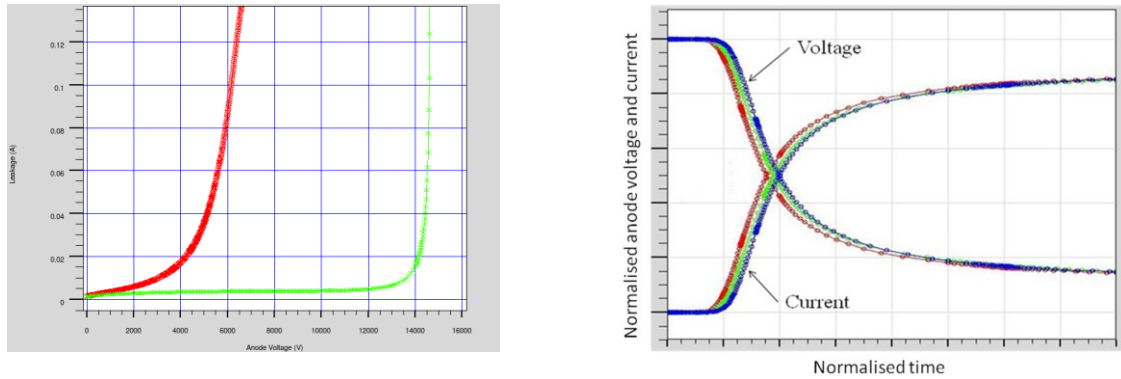 0.12
0.1
0.08
0.06
0.04
0.02
0
Leakage (A)
0 2000 4000 6000 8000 10000 12000 14000 16000
Anode Voltage (V)
Normalised anode voltage and current
Voltage
Current
Normalised time